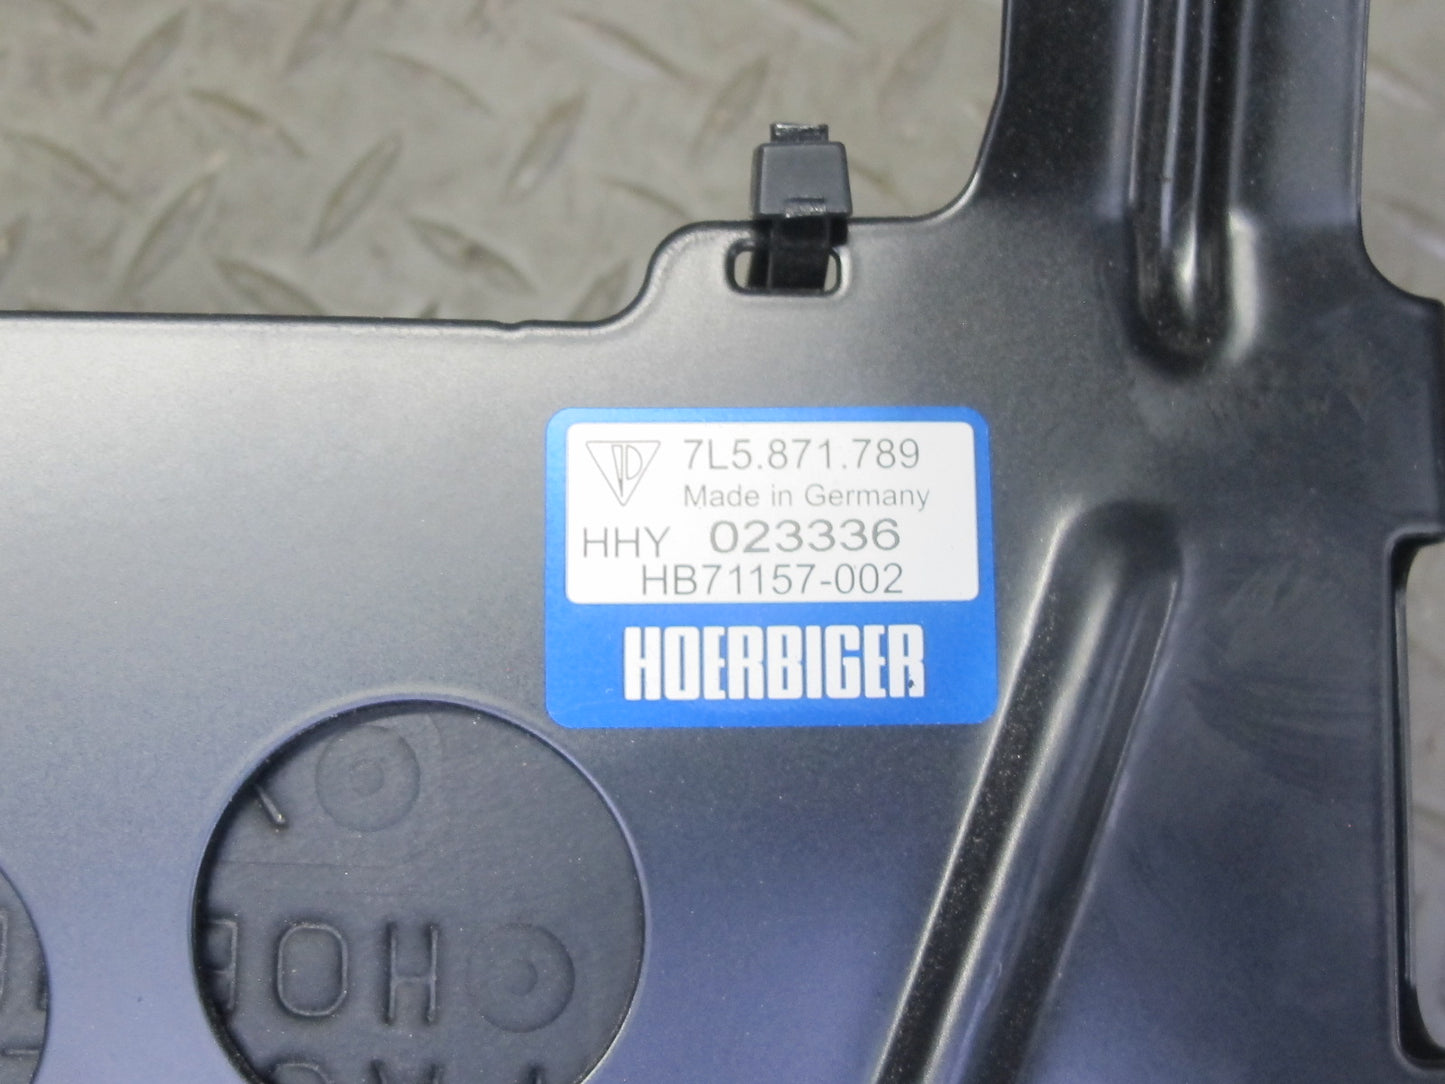 7L5.871.789
Made in Germany
HHY 023336
HB71157-002
HOERBIGER